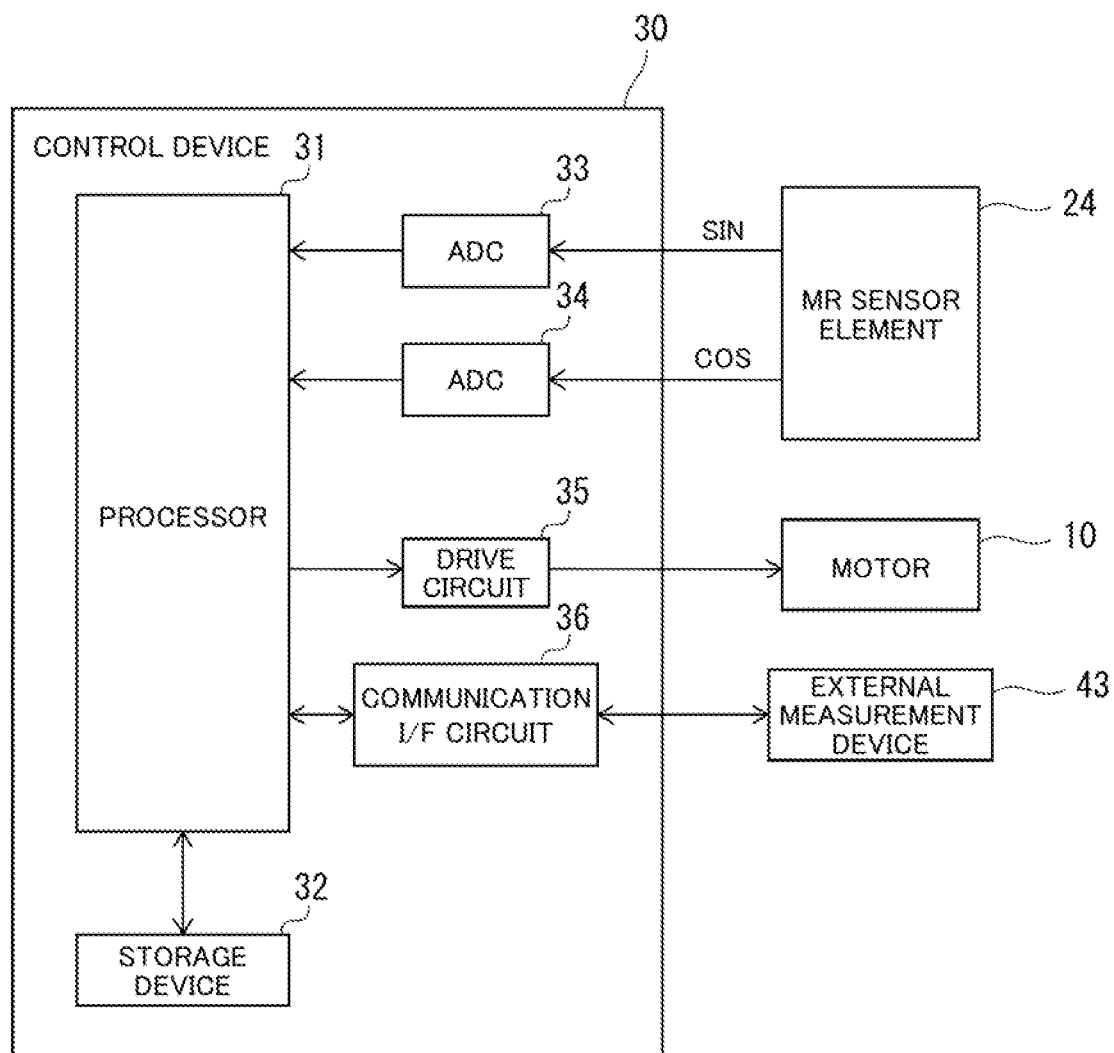 30
CONTROL DEVICE
31
33
24
ADC
SIN
MR SENSOR
ELEMENT
34
ADC
COS
PROCESSOR
35
DRIVE
CIRCUIT
10
MOTOR
36
COMMUNICATION
I/F CIRCUIT
43
EXTERNAL
MEASUREMENT
DEVICE
32
STORAGE
DEVICE